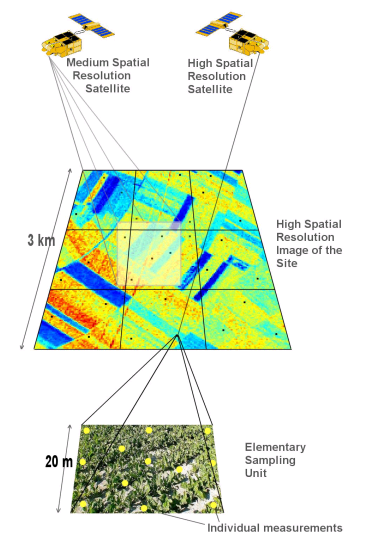 Medium Spatial
Resolution
Satellite
High Spatial
Resolution
Satellite
3 km
High Spatial
Resolution
Image of the
Site
20 m
Elementary
Sampling
Unit
Individual measurements